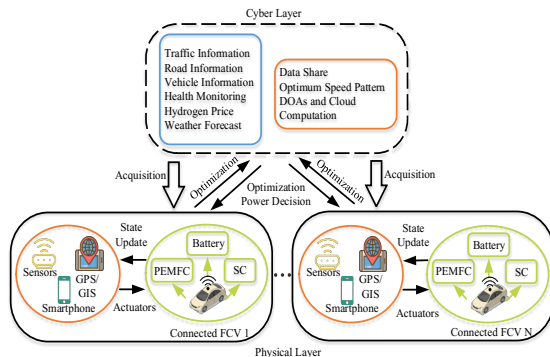 Cyber Layer
Traffic Information
Road Information
Vehicle Information
Health Monitoring
Hydrogen Price
Weather Forecast
Data Share
Optimum Speed Pattern
DOAs and Cloud
Computation
Acquisition
Optimization
Optimization
Power Decision
Optimization
Acquisition
Sensors
GPS/
GIS
Smartphone
State
Update
Actuators
Battery
PEMFC
SC
Connected FCV 1
...
Sensors
GPS/
GIS
Smartphone
State
Update
Actuators
Battery
PEMFC
SC
Connected FCV N
Physical Layer